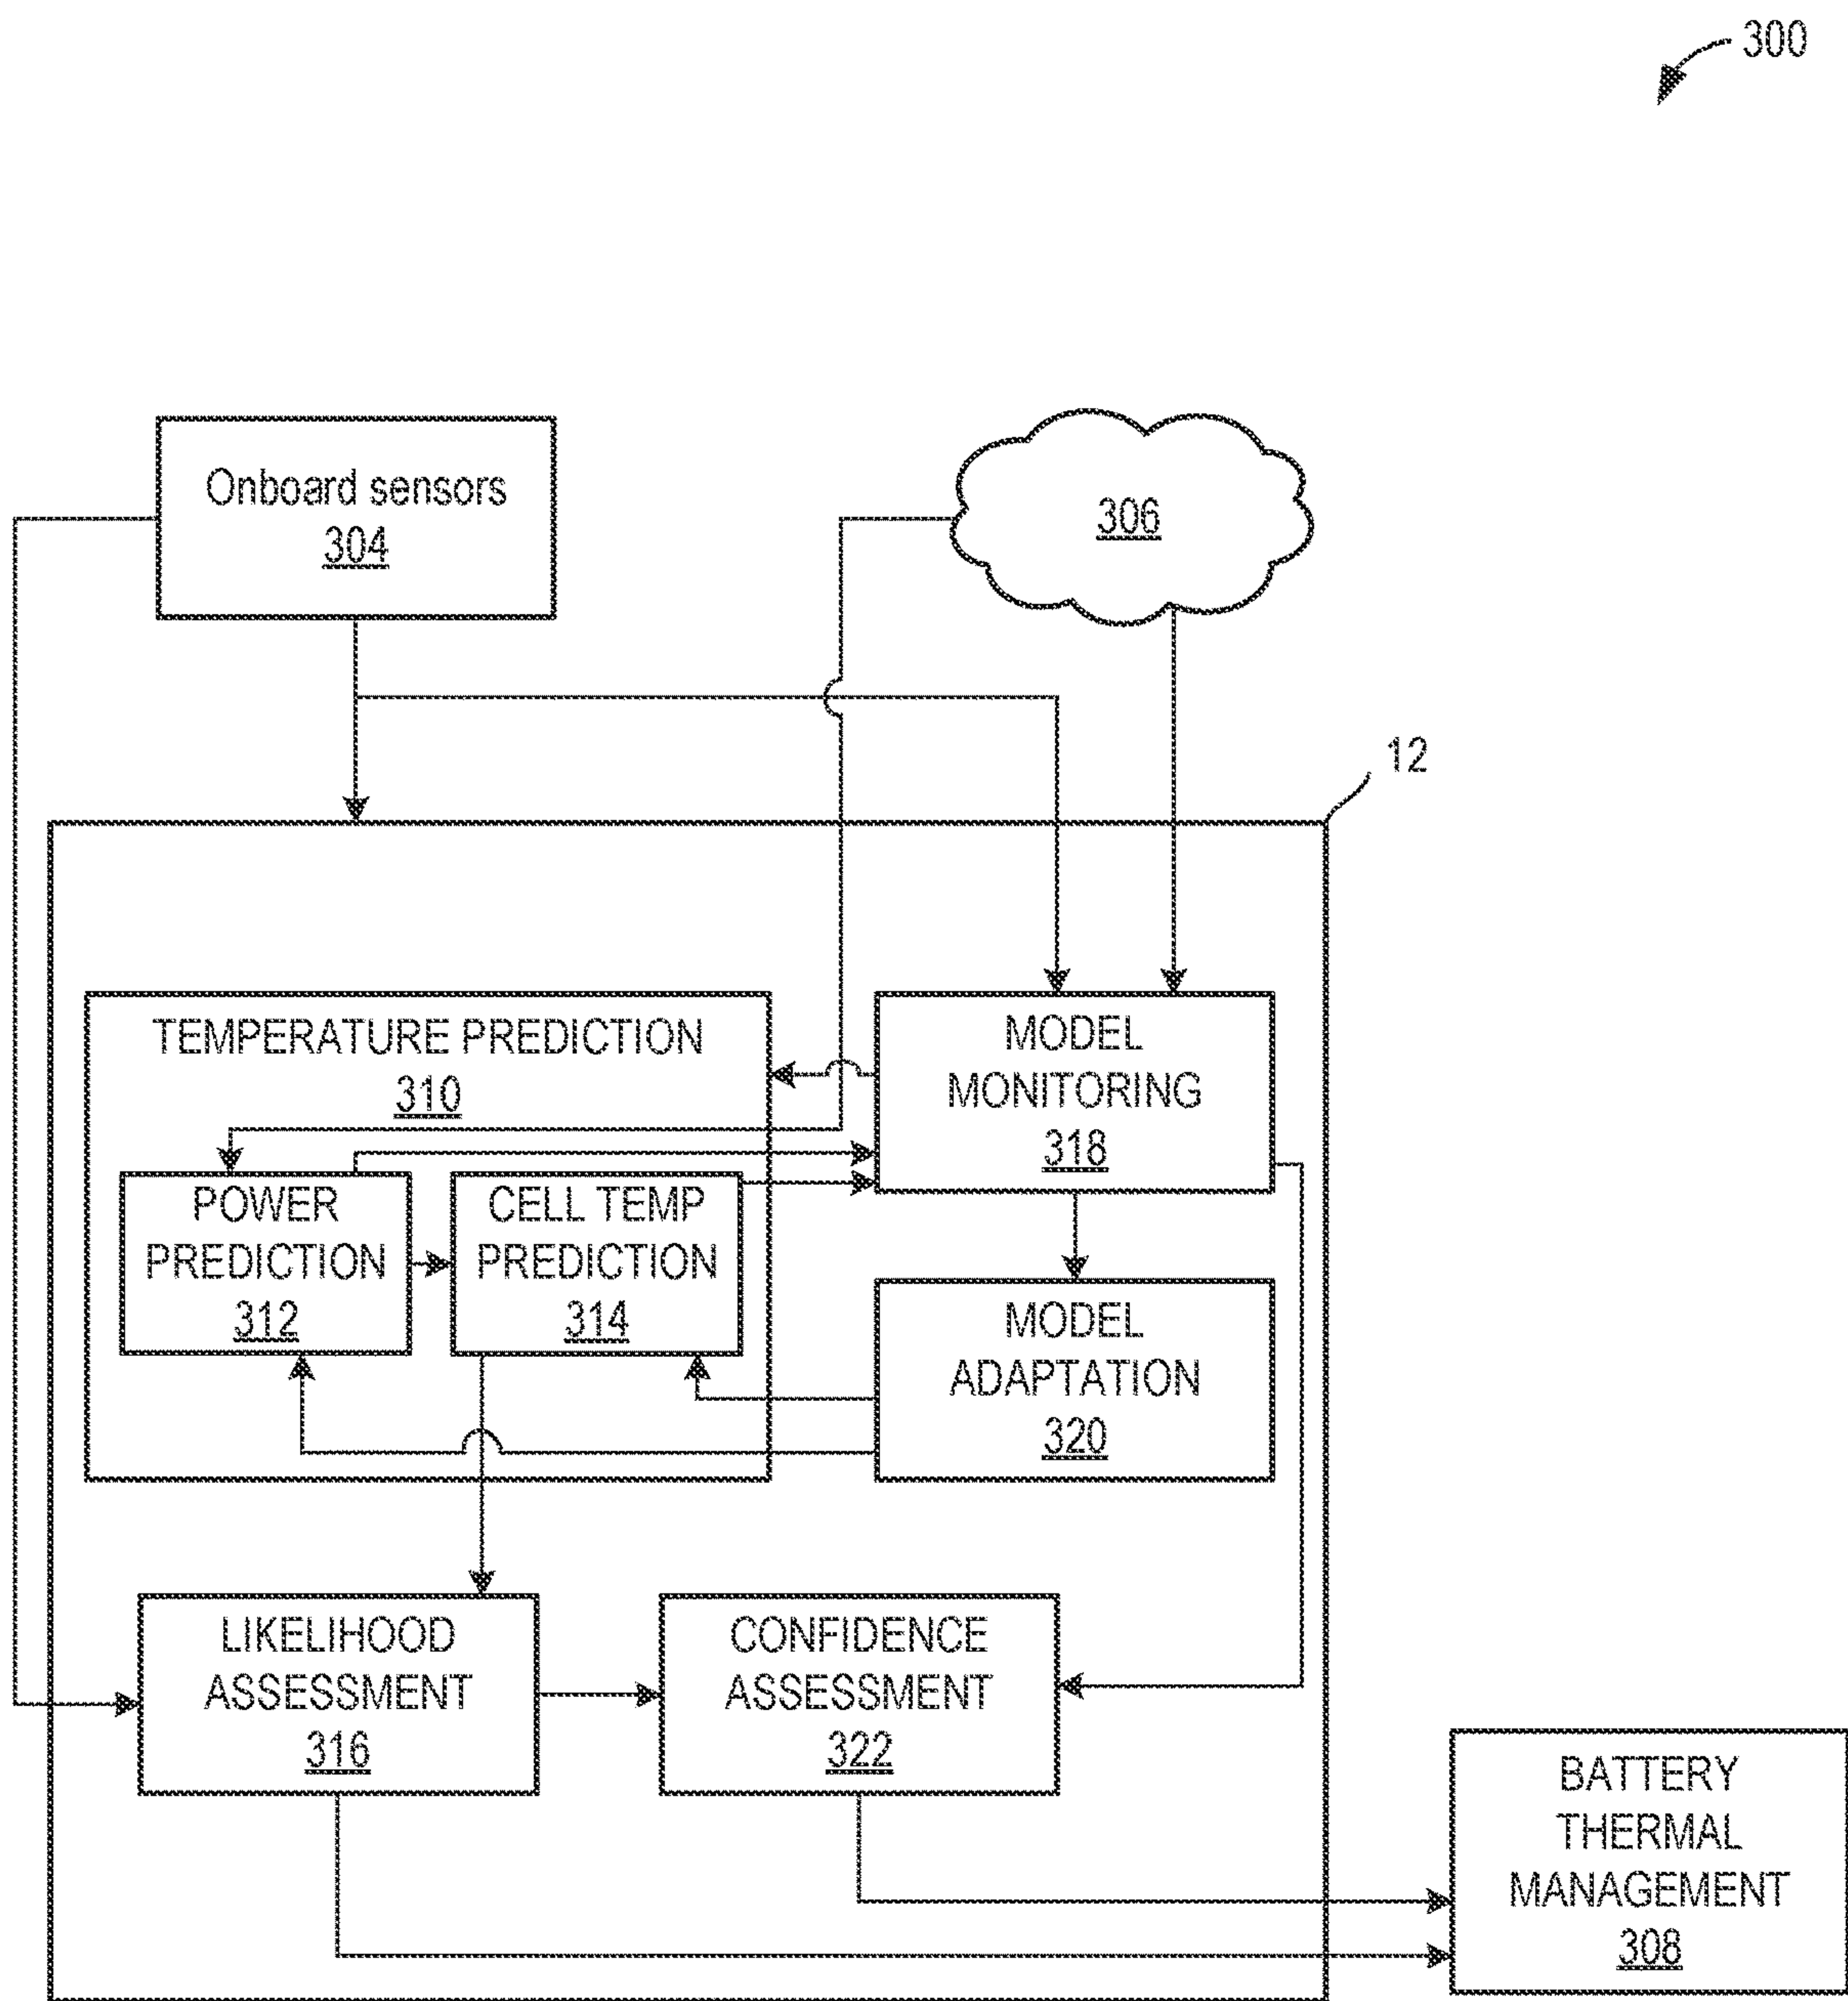 300
Onboard sensors
304
306
12
TEMPERATURE PREDICTION
310
MODEL
MONITORING
318
POWER
PREDICTION
312
CELL TEMP
PREDICTION
314
MODEL
ADAPTATION
320
LIKELIHOOD
ASSESSMENT
316
CONFIDENCE
ASSESSMENT
322
BATTERY
THERMAL
MANAGEMENT
308